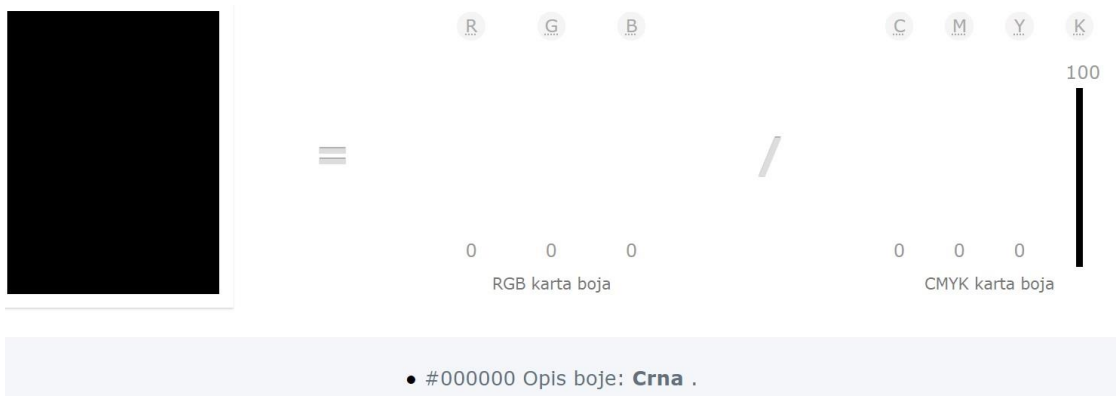 R G B C M Y K
100
= /
0 0 0 0 0 0
RGB karta boja CMYK karta boja
• #000000 Opis boje: Crna .